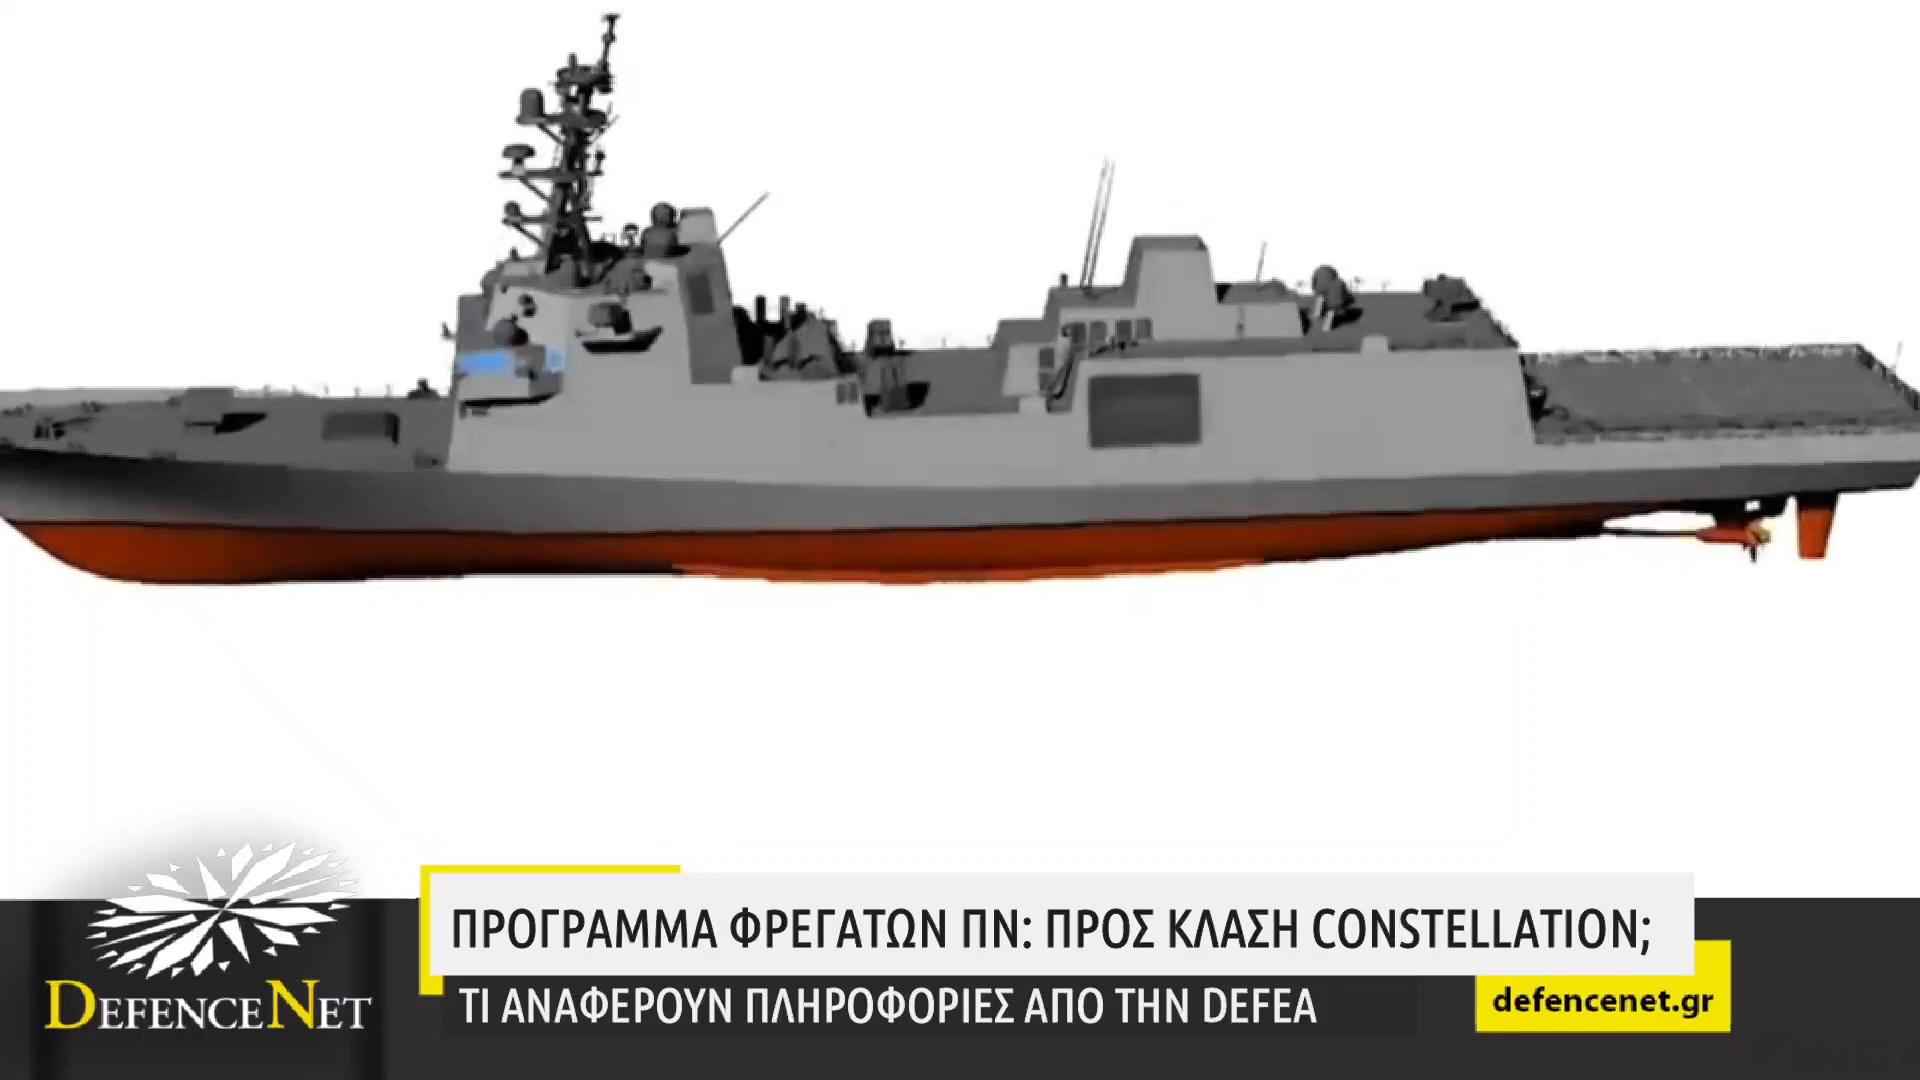 ΠΡΟΓΡΑΜΜΑ ΦΡΕΓΑΤΩΝ ΠΝ: ΠΡΟΣ ΚΛΑΣΗ CONSTELLATION;
ΤΙ ΑΝΑΦΕΡΟΥΝ ΠΛΗΡΟΦΟΡΙΕΣ ΑΠΟ ΤΗΝ DEFEA
defencenet.gr
DEFENCENET